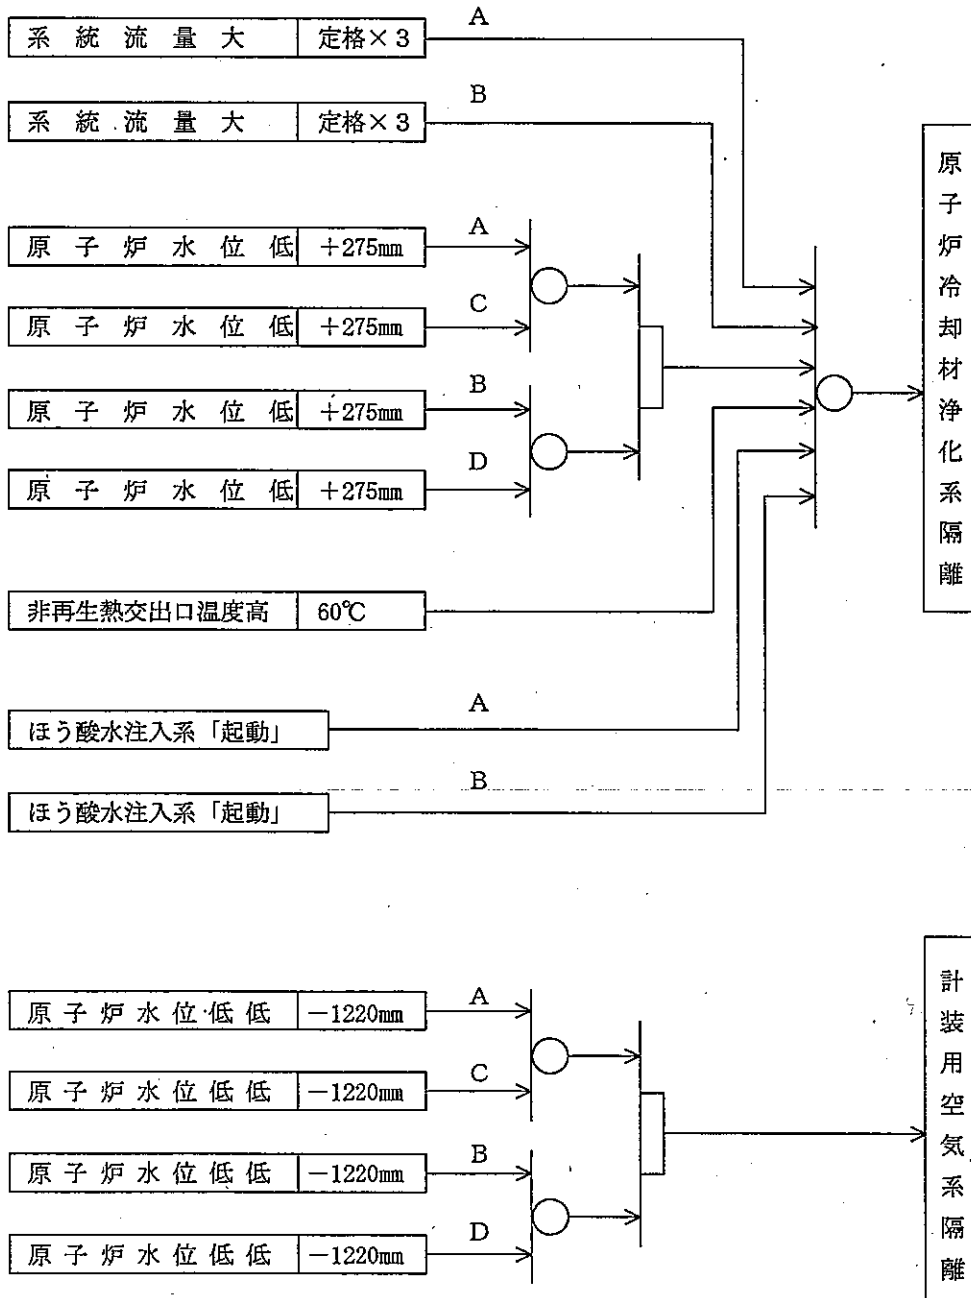 A
系統流量大 定格×3
B
系統流量大 定格×3
A
原子炉水位低 +275mm
C
原子炉水位低 +275mm
B
原子炉水位低 +275mm
D
原子炉水位低 +275mm
非再生熱交出口温度高 60℃
A
ほう酸水注入系「起動」
B
ほう酸水注入系「起動」
原子炉冷却材浄化系隔離
A
原子炉水位低低 -1220mm
C
原子炉水位低低 -1220mm
B
原子炉水位低低 -1220mm
D
原子炉水位低低 -1220mm
計装用空気系隔離